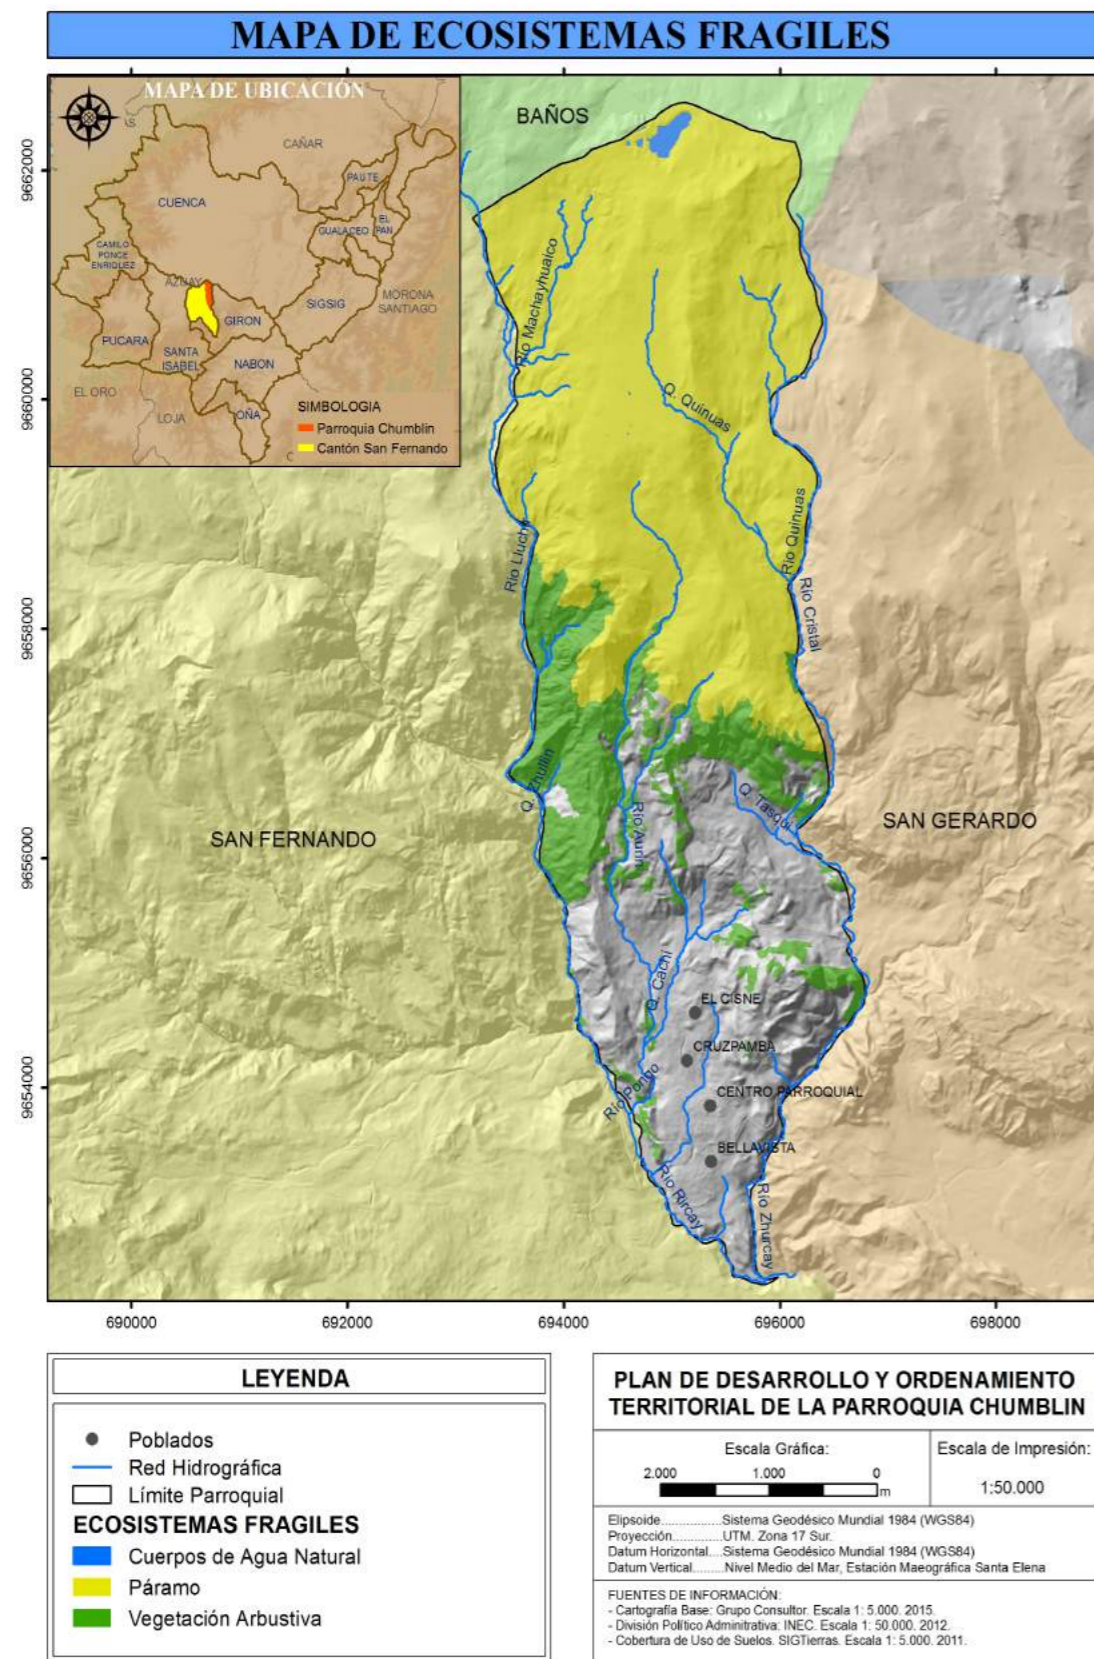 MAPA DE ECOSISTEMAS FRAGILES
MAPA DE UBICACIÓN
AS
CAÑAR
CUENCA
PAUTE
GUALACEO
EL
PAN
CAMILO
PONCE
ENRIQUEZ
AZUAY
MORONA
SANTIAGO
SIGSIG
GIRON
PUCARA
SANTA
ISABEL
NABON
EL ORO
LOJA
OÑA
SIMBOLOGIA
Parroquia Chumblin
Cantón San Fernando
BAÑOS
SAN FERNANDO
SAN GERARDO
Río Machayhuaico
Q. Quinuas
Río Quinuas
Río Lluchir
Río Cristal
Q. Zhullin
Río Aurin
Q. Tasqui
Q. Cachi
EL CISNE
CRUZPAMBA
CENTRO PARROQUIAL
Río Pongo
BELLAVISTA
Río Rircay
Río Zhurcay
9662000
9660000
9658000
9656000
9654000
690000
692000
694000
696000
698000
LEYENDA
Poblados
Red Hidrográfica
Límite Parroquial
ECOSISTEMAS FRAGILES
Cuerpos de Agua Natural
Páramo
Vegetación Arbustiva
PLAN DE DESARROLLO Y ORDENAMIENTO
TERRITORIAL DE LA PARROQUIA CHUMBLIN
Escala Gráfica:
2.000 1.000 0
m
Escala de Impresión:
1:50.000
Elipsoide.................Sistema Geodésico Mundial 1984 (WGS84)
Proyección..............UTM. Zona 17 Sur.
Datum Horizontal....Sistema Geodésico Mundial 1984 (WGS84)
Datum Vertical.........Nivel Medio del Mar, Estación Maeográfica Santa Elena
FUENTES DE INFORMACIÓN:
- Cartografía Base: Grupo Consultor. Escala 1: 5.000. 2015.
- División Político Adminitrativa: INEC. Escala 1: 50.000. 2012.
- Cobertura de Uso de Suelos. SIGTierras. Escala 1: 5.000. 2011.